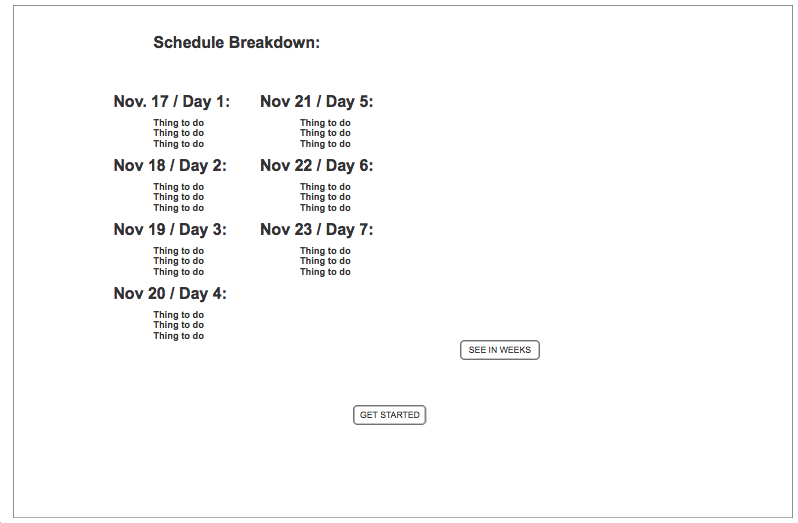 Schedule Breakdown:
Nov. 17 / Day 1:
Thing to do
Thing to do
Thing to do
Nov 18 / Day 2:
Thing to do
Thing to do
Thing to do
Nov 19 / Day 3:
Thing to do
Thing to do
Thing to do
Nov 20 / Day 4:
Thing to do
Thing to do
Thing to do
Nov 21 / Day 5:
Thing to do
Thing to do
Thing to do
Nov 22 / Day 6:
Thing to do
Thing to do
Thing to do
Nov 23 / Day 7:
Thing to do
Thing to do
Thing to do
SEE IN WEEKS
GET STARTED